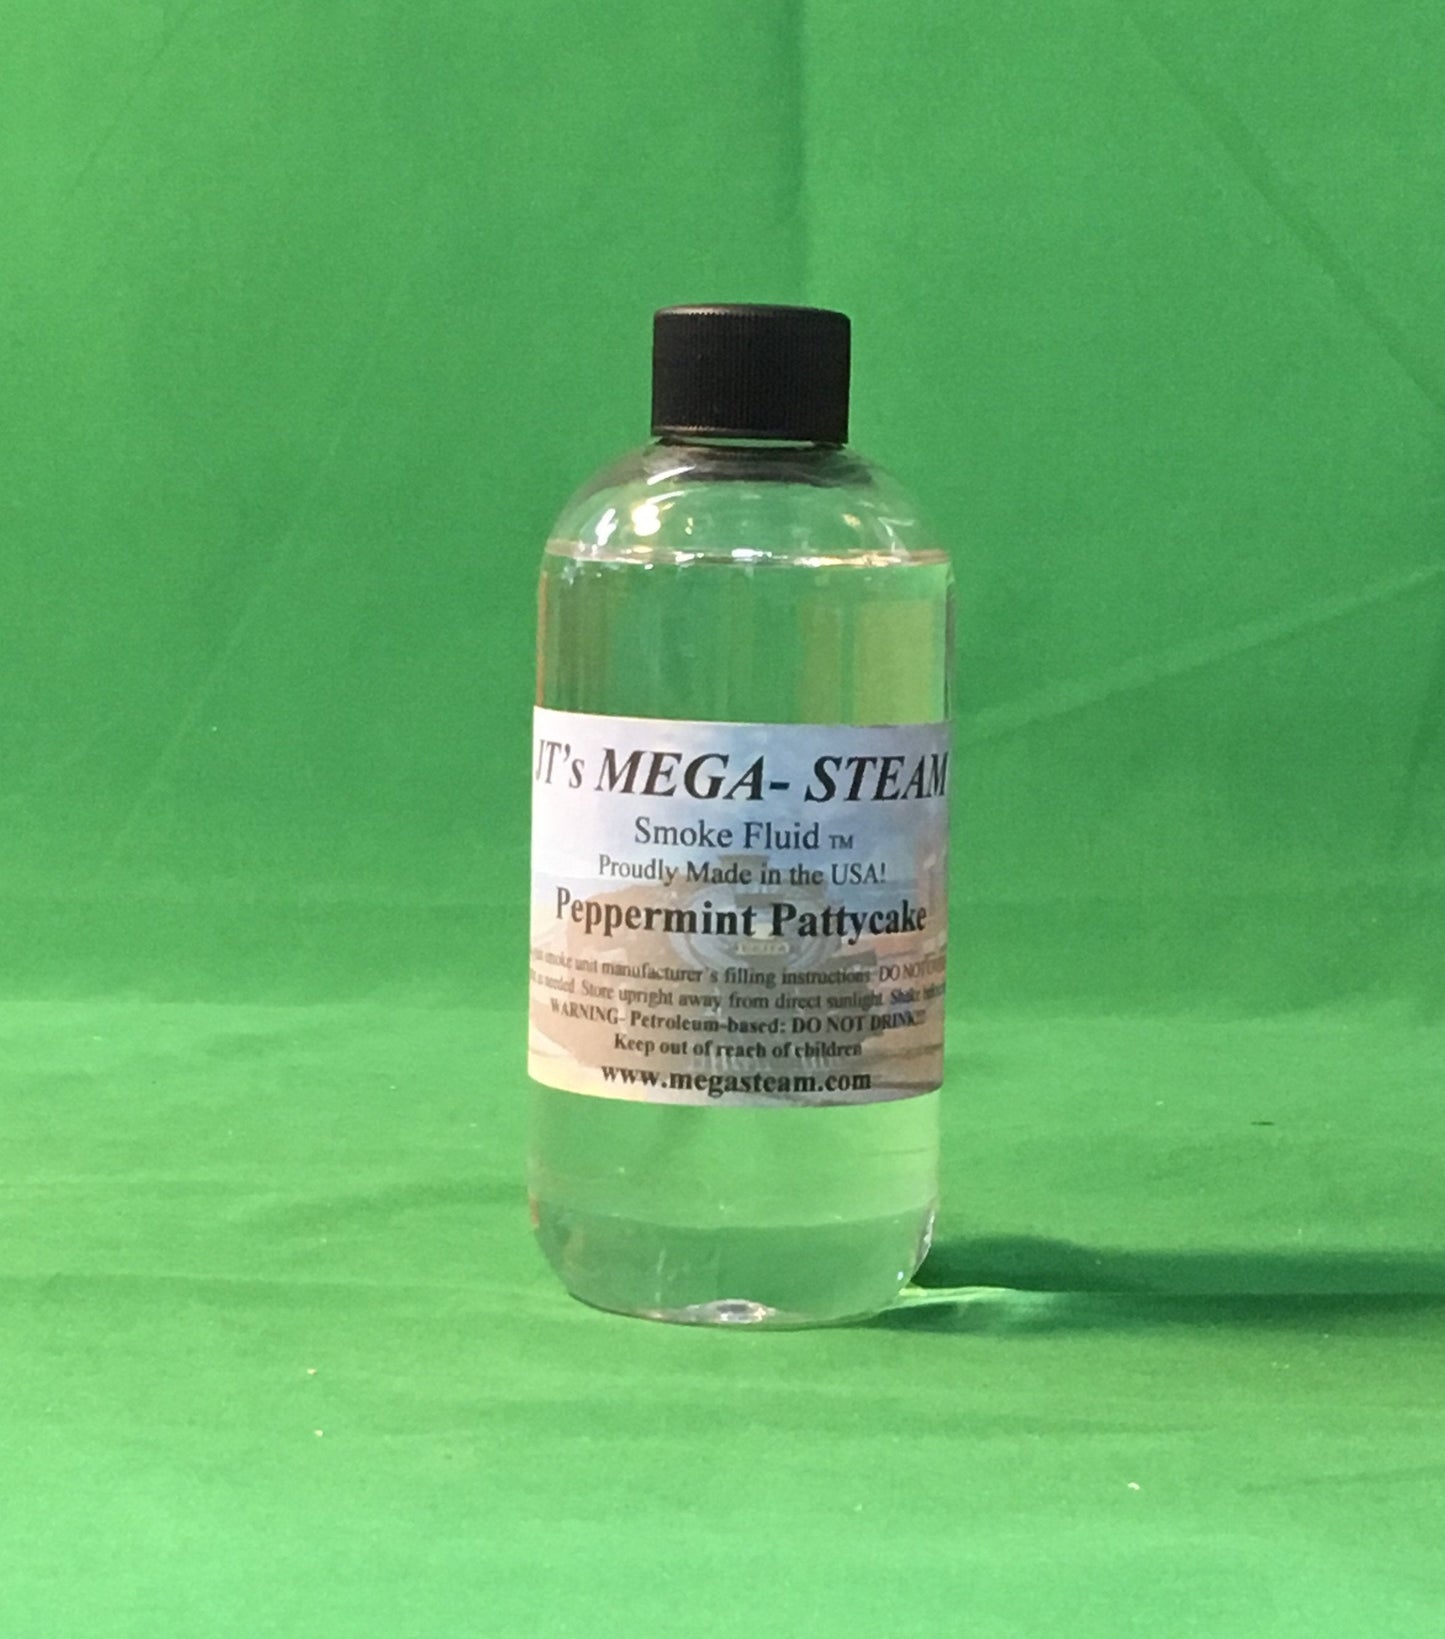 JT's MEGA- STEAM
Smoke Fluid TM
Proudly Made in the USA!
Peppermint Pattycake
smoke unit manufacturer's filling instructions. DO NOT
as needed. Store upright away from direct sunlight. Shake
WARNING- Petroleum-based: DO NOT DRINK!!!
Keep out of reach of children
www.megasteam.com